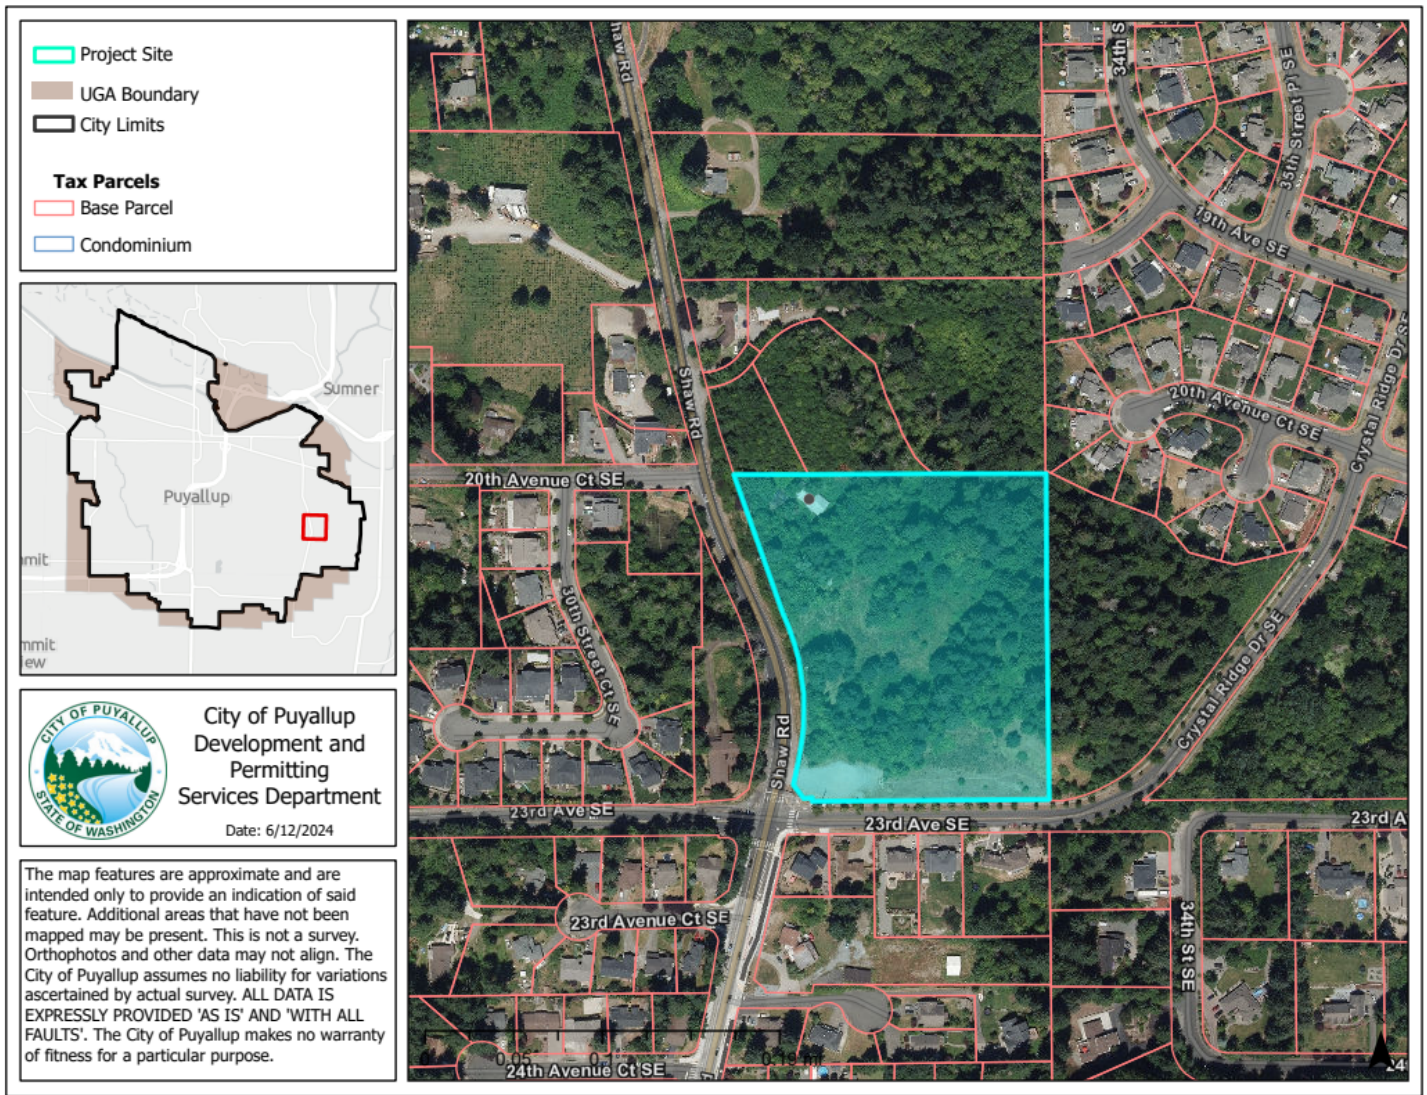 Project Site
UGA Boundary
City Limits
Tax Parcels
Base Parcel
Condominium
Sumner
Puyallup
mit
mmit
iew
CITY OF PUYALLUP
STATE OF WASHINGTON
City of Puyallup
Development and
Permitting
Services Department
Date: 6/12/2024
The map features are approximate and are
intended only to provide an indication of said
feature. Additional areas that have not been
mapped may be present. This is not a survey.
Orthophotos and other data may not align. The
City of Puyallup assumes no liability for variations
ascertained by actual survey. ALL DATA IS
EXPRESSLY PROVIDED 'AS IS' AND 'WITH ALL
FAULTS'. The City of Puyallup makes no warranty
of fitness for a particular purpose.
haw Rd
34th S
35th Street Pl SE
19th Ave SE
Shaw Rd
20th Avenue Ct SE
Crystal Ridge Dr SE
20th Avenue Ct SE
30th Street Ct SE
Crystal Ridge Dr SE
Shaw Rd
23rd Ave SE
23rd Ave SE
23rd A
23rd Avenue Ct SE
34th St SE
0 0.05 0.1 0.19 mi
24th Avenue Ct SE
24